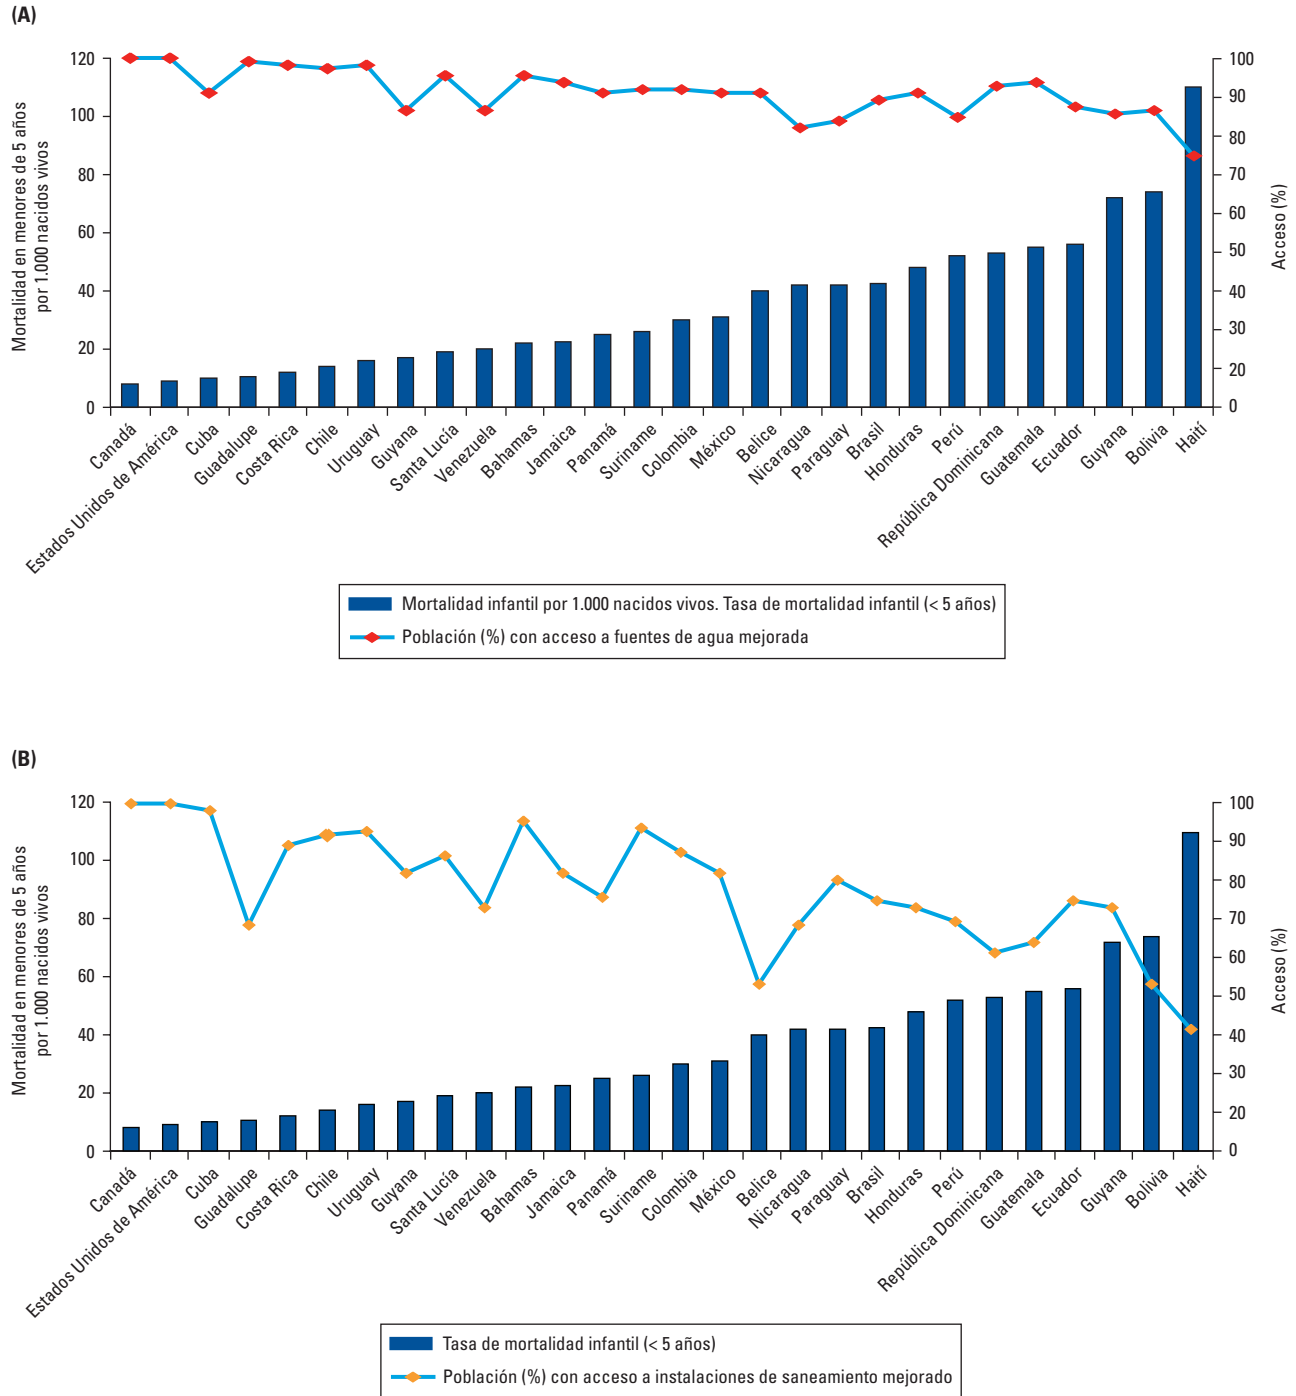 (A)
Mortalidad en menores de 5 años
por 1.000 nacidos vivos
120
100
80
60
40
20
0
100
90
80
70
60
50
40
30
20
10
0
Acceso (%)
Canadá
Estados Unidos de América
Cuba
Guadalupe
Costa Rica
Chile
Uruguay
Guyana
Santa Lucía
Venezuela
Bahamas
Jamaica
Panamá
Suriname
Colombia
México
Belice
Nicaragua
Paraguay
Brasil
Honduras
Perú
República Dominicana
Guatemala
Ecuador
Guyana
Bolivia
Haití
Mortalidad infantil por 1.000 nacidos vivos. Tasa de mortalidad infantil (< 5 años)
Población (%) con acceso a fuentes de agua mejorada
(B)
Mortalidad en menores de 5 años
por 1.000 nacidos vivos
120
100
80
60
40
20
0
100
90
80
70
60
50
40
30
20
10
0
Acceso (%)
Canadá
Estados Unidos de América
Cuba
Guadalupe
Costa Rica
Chile
Uruguay
Guyana
Santa Lucía
Venezuela
Bahamas
Jamaica
Panamá
Suriname
Colombia
México
Belice
Nicaragua
Paraguay
Brasil
Honduras
Perú
República Dominicana
Guatemala
Ecuador
Guyana
Bolivia
Haití
Tasa de mortalidad infantil (< 5 años)
Población (%) con acceso a instalaciones de saneamiento mejorado